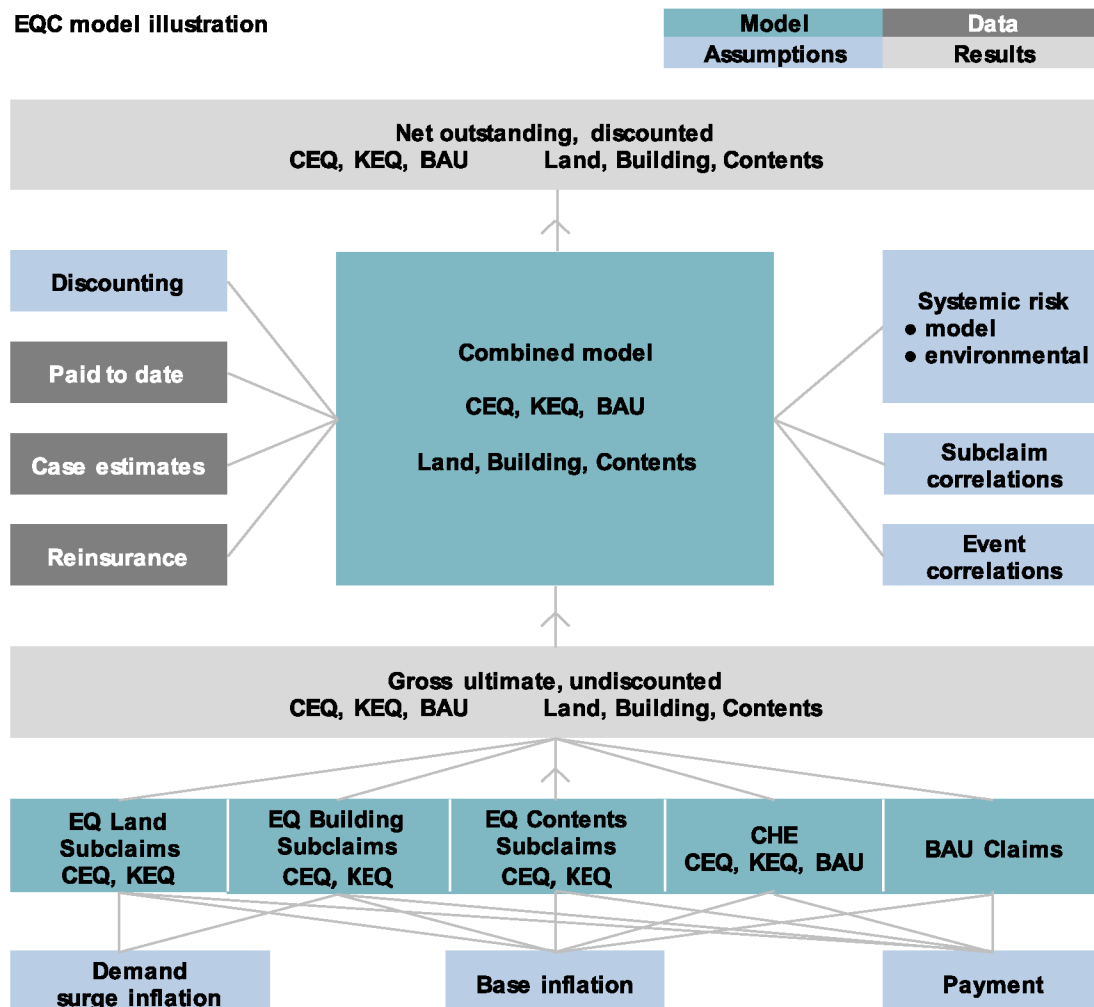 EQC model illustration
Model
Data
Assumptions
Results
Net outstanding, discounted
CEQ, KEQ, BAU Land, Building, Contents
Discounting
Paid to date
Case estimates
Reinsurance
Combined model
CEQ, KEQ, BAU
Land, Building, Contents
Systemic risk
● model
● environmental
Subclaim
correlations
Event
correlations
Gross ultimate, undiscounted
CEQ, KEQ, BAU Land, Building, Contents
EQ Land
Subclaims
CEQ, KEQ
EQ Building
Subclaims
CEQ, KEQ
EQ Contents
Subclaims
CEQ, KEQ
CHE
CEQ, KEQ, BAU
BAU Claims
Demand
surge inflation
Base inflation
Payment